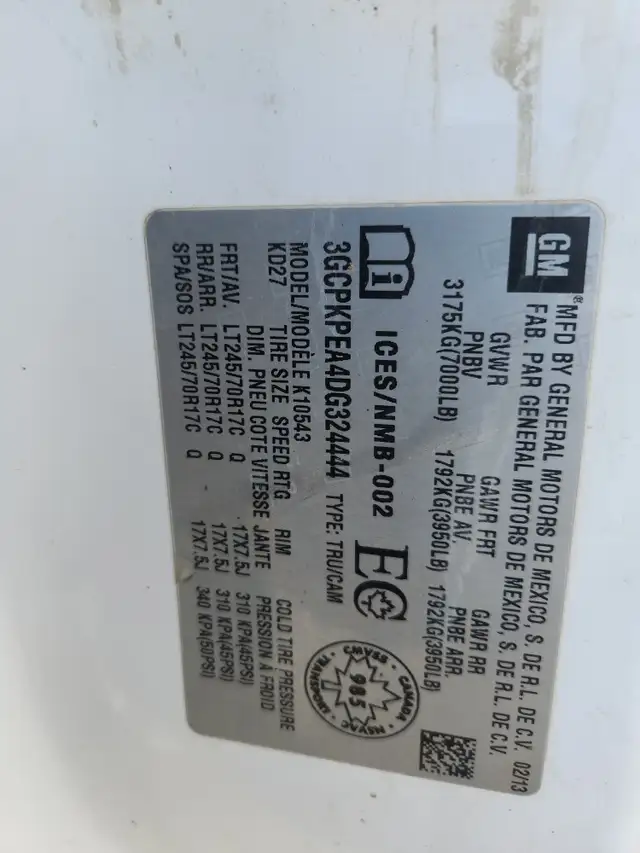 GM
® MFD BY GENERAL MOTORS DE MEXICO, S. DE R.L. DE C.V. 02/13
FAB. PAR GENERAL MOTORS DE MEXICO, S. DE R.L. DE C.V.
GVWR GAWR FRT GAWR RR
PNBV PNBE AV. PNBE ARR.
3175KG(7000LB) 1792KG(3950LB) 1792KG(3950LB)
i ICES/NMB-002 EC
CANADA NSVAC TRANSPORT CMVSS
985
3GCPKPEA4DG324444 TYPE: TRU/CAM
MODEL/MODÈLE K10543
KD27 TIRE SIZE SPEED RTG RIM COLD TIRE PRESSURE
DIM. PNEU COTE VITESSE JANTE PRESSION À FROID
FRT/AV. LT245/70R17C Q 17X7.5J 310 KPA(45PSI)
RR/ARR. LT245/70R17C Q 17X7.5J 310 KPA(45PSI)
SPA/SOS LT245/70R17C Q 17X7.5J 340 KPA(50PSI)